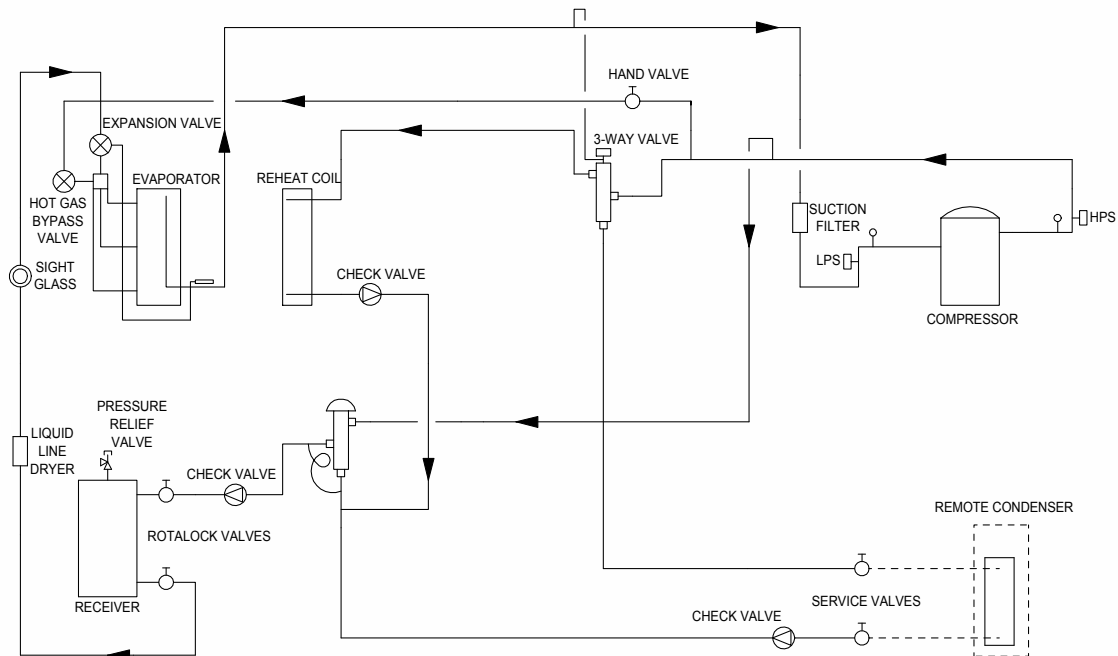 HAND VALVE
EXPANSION VALVE
3-WAY VALVE
EVAPORATOR
REHEAT COIL
HOT GAS
BYPASS
VALVE
SUCTION
FILTER
HPS
LPS
SIGHT
GLASS
CHECK VALVE
COMPRESSOR
PRESSURE
RELIEF
VALVE
LIQUID
LINE
DRYER
CHECK VALVE
REMOTE CONDENSER
ROTALOCK VALVES
RECEIVER
SERVICE VALVES
CHECK VALVE